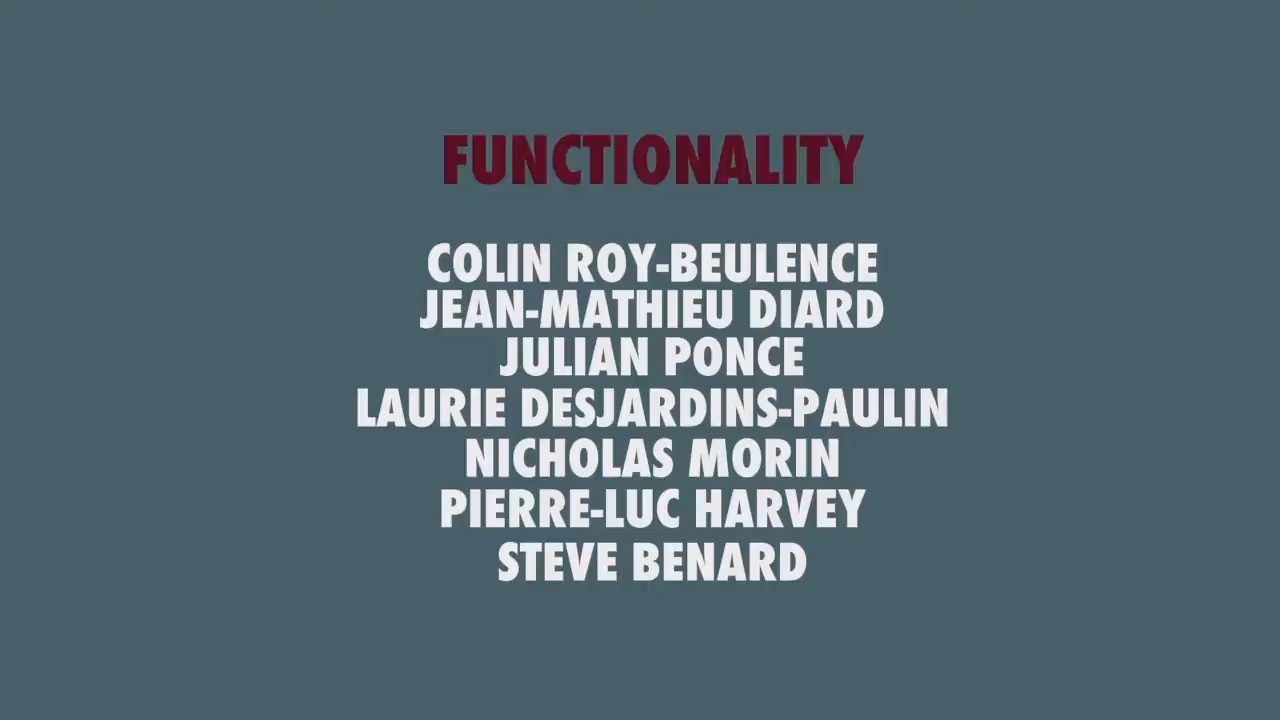 FUNCTIONALITY
COLIN ROY-BEULENCE
JEAN-MATHIEU DIARD
JULIAN PONCE
LAURIE DESJARDINS-PAULIN
NICHOLAS MORIN
PIERRE-LUC HARVEY
STEVE BENARD